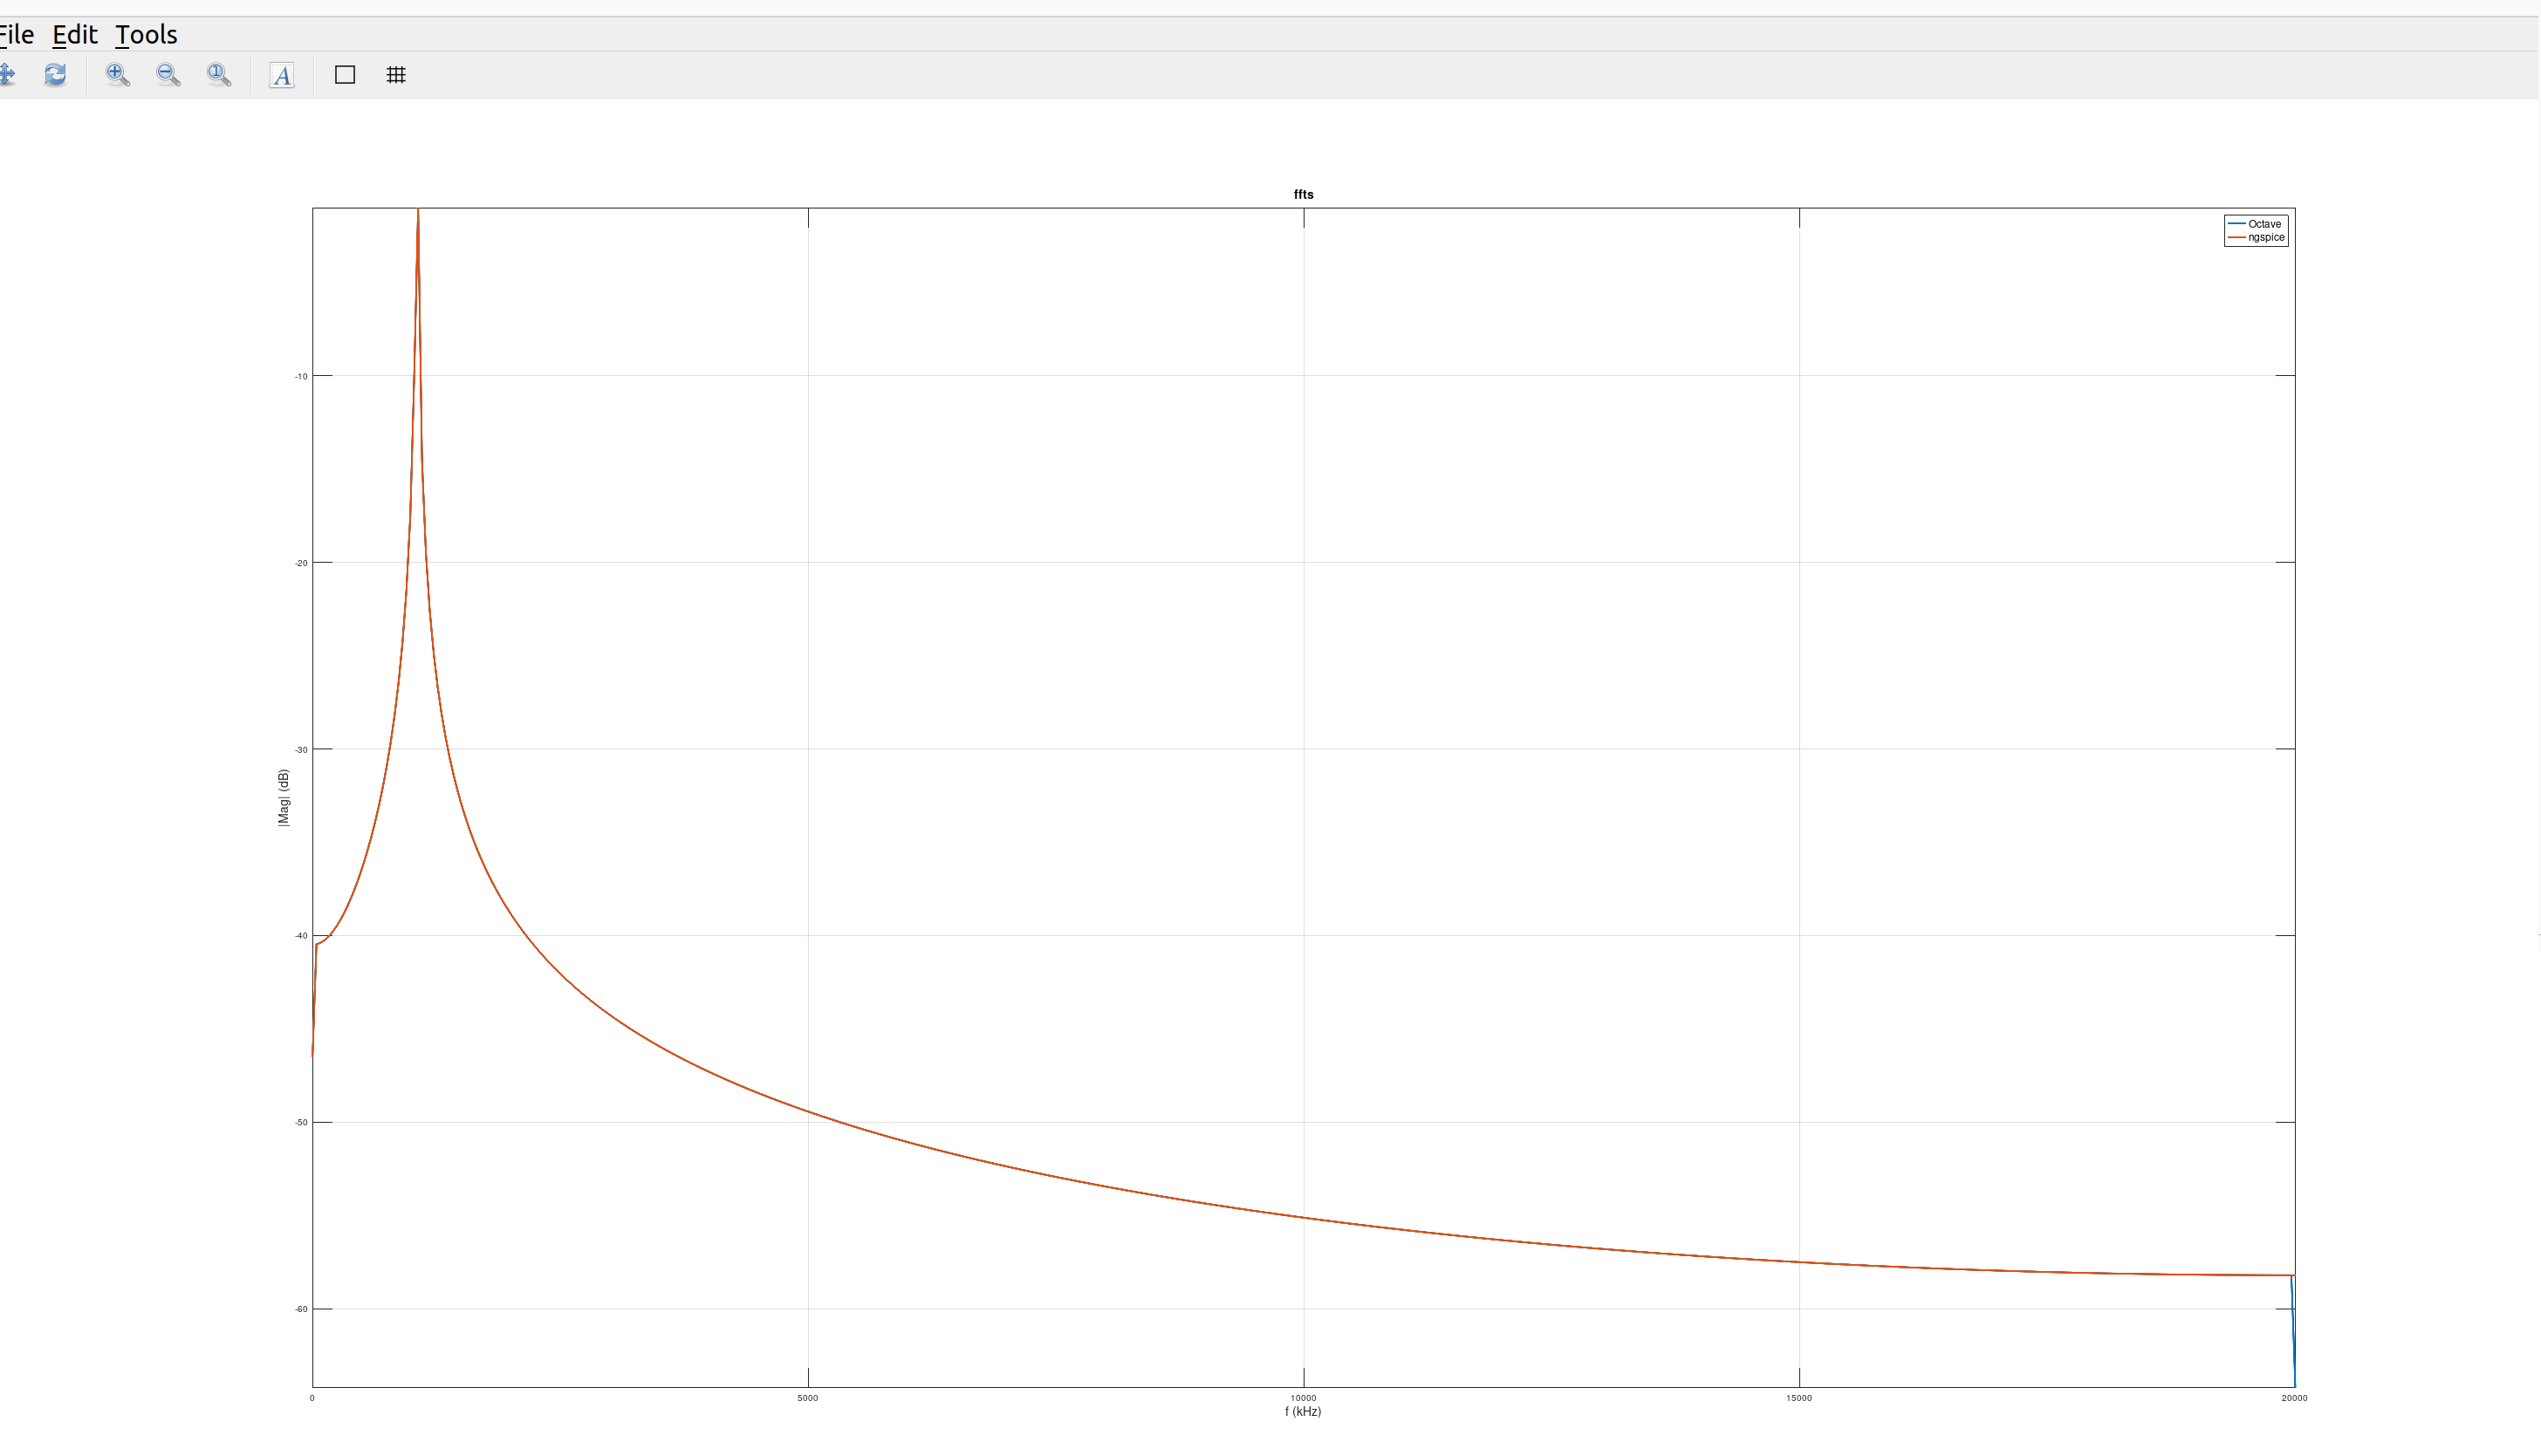 File Edit Tools
A
ffts
Octave
ngspice
-10
-20
-30
-40
-50
-60
|Mag| (dB)
0 5000 10000 15000 20000
f (kHz)